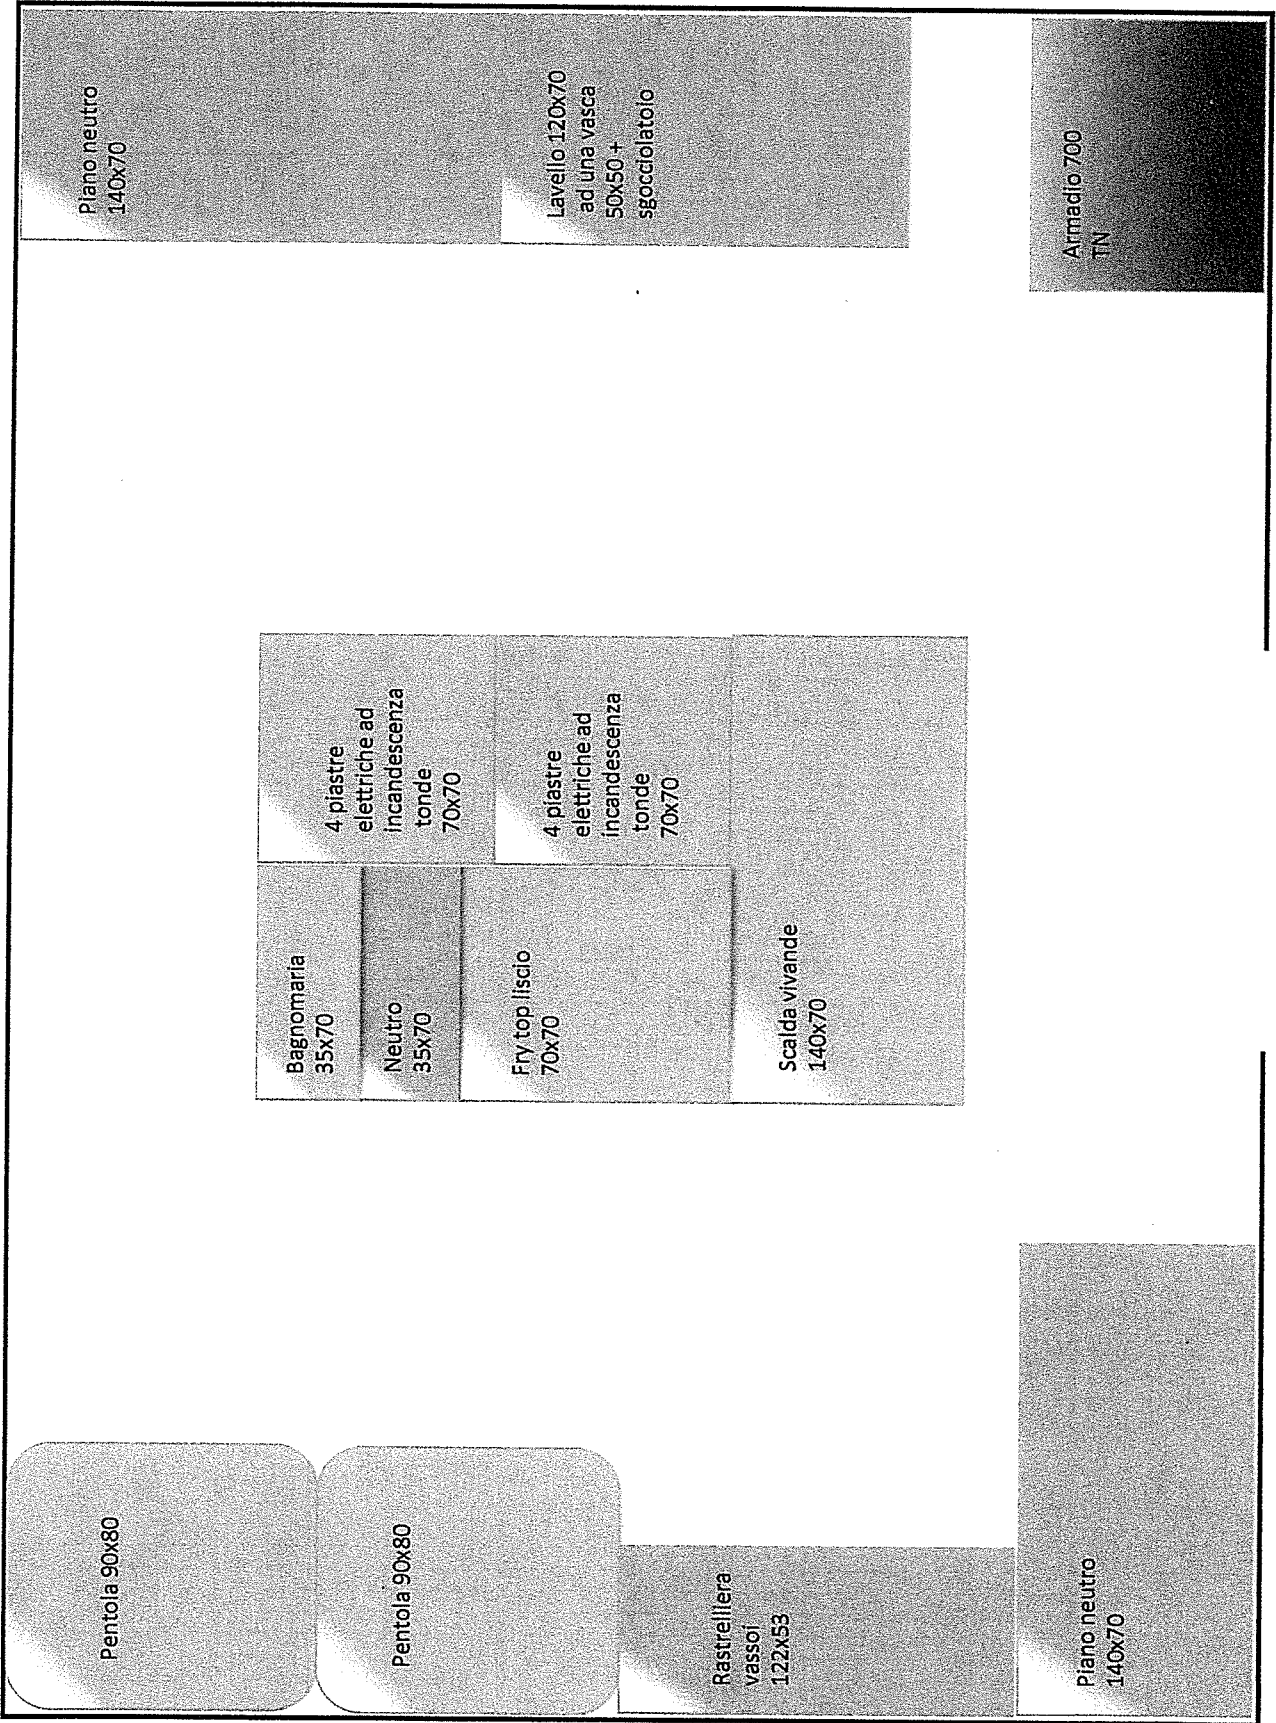 Pentola 90x80
Pentola 90x80
Rastrelliera
vassoi
122x53
Piano neutro
140x70
Bagnomaria
35x70
Neutro
35x70
Fry top liscio
70x70
Scalda vivande
140x70
4 piastre
elettriche ad
incandescenza
tonde
70x70
4 piastre
elettriche ad
incandescenza
tonde
70x70
Piano neutro
140x70
Lavello 120x70
ad una vasca
50x50 +
sgocciolatoio
Armadio 700
TN